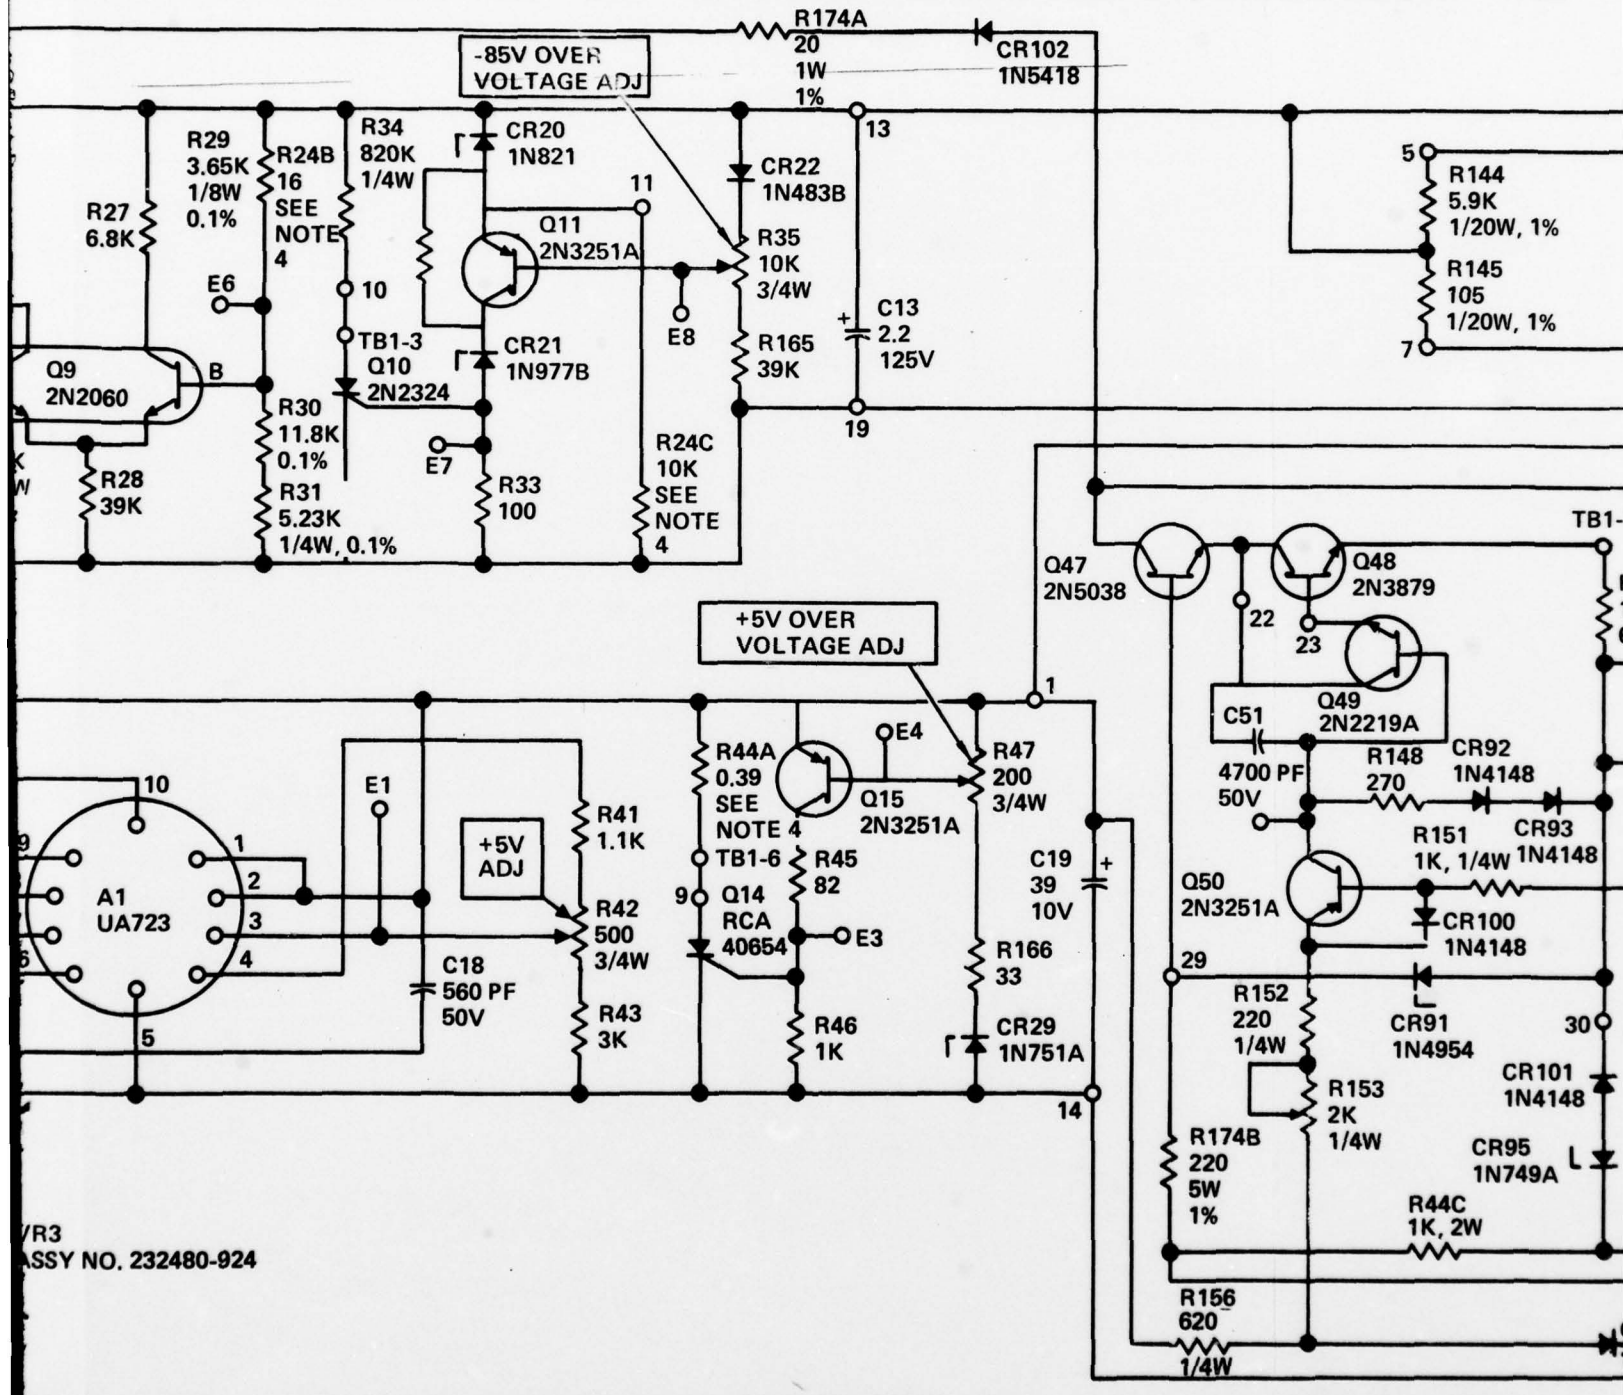 R174A
20
1W
1%
CR102
1N5418
-85V OVER
VOLTAGE ADJ
13
R29
3.65K
1/8W
0.1%
R24B
16
SEE
NOTE
4
R34
820K
1/4W
CR20
1N821
11
CR22
1N483B
5
R144
5.9K
1/20W, 1%
R27
6.8K
Q11
2N3251A
R35
10K
3/4W
R145
105
1/20W, 1%
7
E6
10
E8
C13
2.2
125V
+
Q9
2N2060
B
TB1-3
Q10
2N2324
CR21
1N977B
R165
39K
19
R30
11.8K
0.1%
E7
R24C
10K
SEE
NOTE
4
K
W
R28
39K
R31
5.23K
1/4W, 0.1%
R33
100
TB1-
Q47
2N5038
Q48
2N3879
22
23
+5V OVER
VOLTAGE ADJ
1
Q49
2N2219A
C51
4700 PF
50V
R148
270
CR92
1N4148
CR93
1N4148
E4
R44A
0.39
SEE
NOTE 4
Q15
2N3251A
R47
200
3/4W
10
E1
+5V
ADJ
R41
1.1K
TB1-6
R45
82
C19
39
10V
+
R151
1K, 1/4W
9
1
2
3
4
A1
UA723
6
5
R42
500
3/4W
9
Q14
RCA
40654
E3
Q50
2N3251A
CR100
1N4148
C18
560 PF
50V
R43
3K
R46
1K
R166
33
CR29
1N751A
29
R152
220
1/4W
CR91
1N4954
30
CR101
1N4148
14
R153
2K
1/4W
R174B
220
5W
1%
CR95
1N749A
R44C
1K, 2W
VR3
ASSY NO. 232480-924
R156
620
1/4W